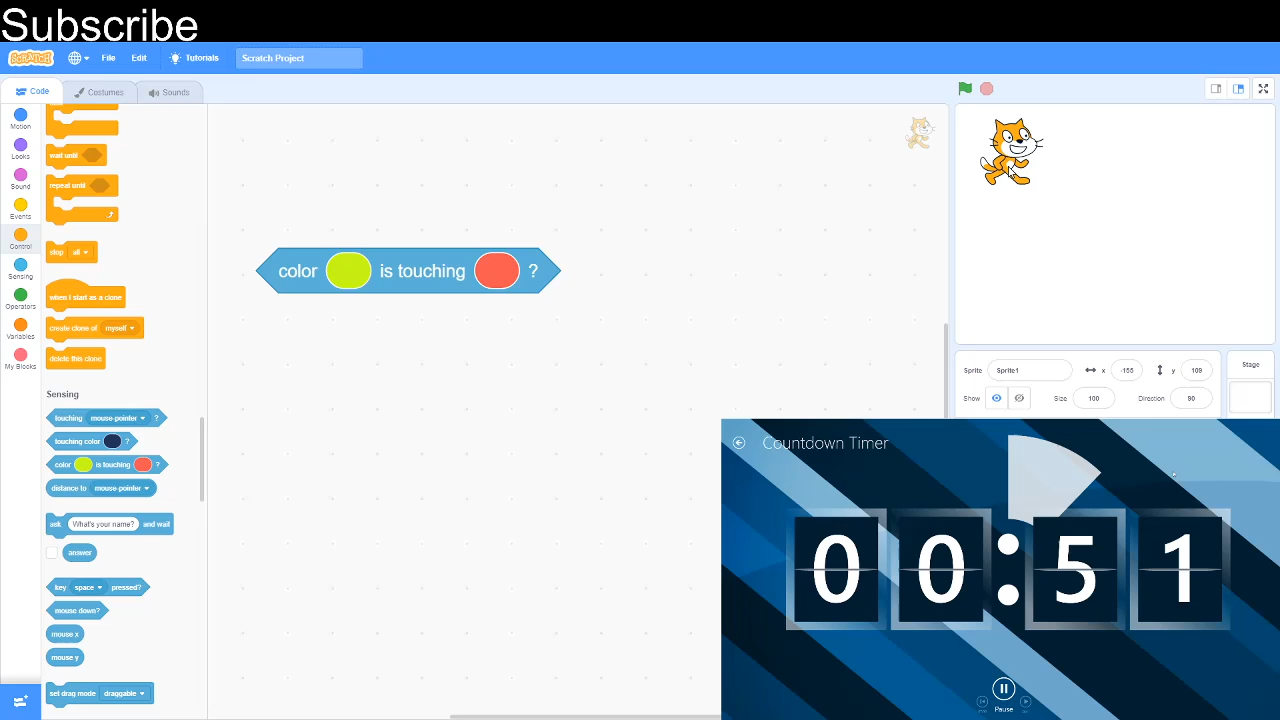 Subscribe
SCRATCH File Edit Tutorials Scratch Project
Code Costumes Sounds
Motion
Looks
Sound
Events
Control
Sensing
Operators
Variables
My Blocks
wait until
repeat until
stop all
when I start as a clone
create clone of myself
delete this clone
Sensing
touching mouse-pointer ?
touching color ?
color is touching ?
distance to mouse-pointer
ask What's your name? and wait
answer
key space pressed?
mouse down?
mouse x
mouse y
set drag mode draggable
color is touching ?
Sprite Sprite1 x -155 y 109
Show Size 100 Direction 90
Stage
Countdown Timer
00:51
Pause